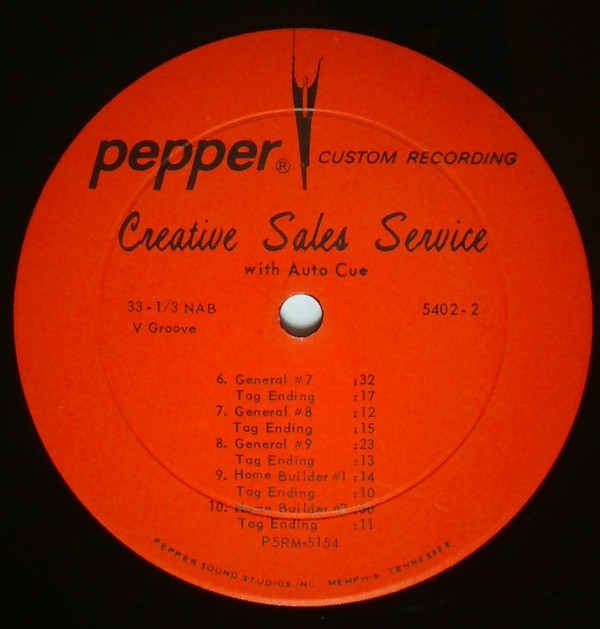 pepper® CUSTOM RECORDING
Creative Sales Service
with Auto Cue
33-1/3 NAB 5402-2
V Groove
6. General #7 :32
Tag Ending :17
7. General #8 :12
Tag Ending :15
8. General #9 :23
Tag Ending :13
9. Home Builder #1 :14
Tag Ending :10
10. Home Builder #2
Tag Ending :11
P5RM-5154
PEPPER SOUND STUDIOS, INC. MEMPHIS, TENNESSEE